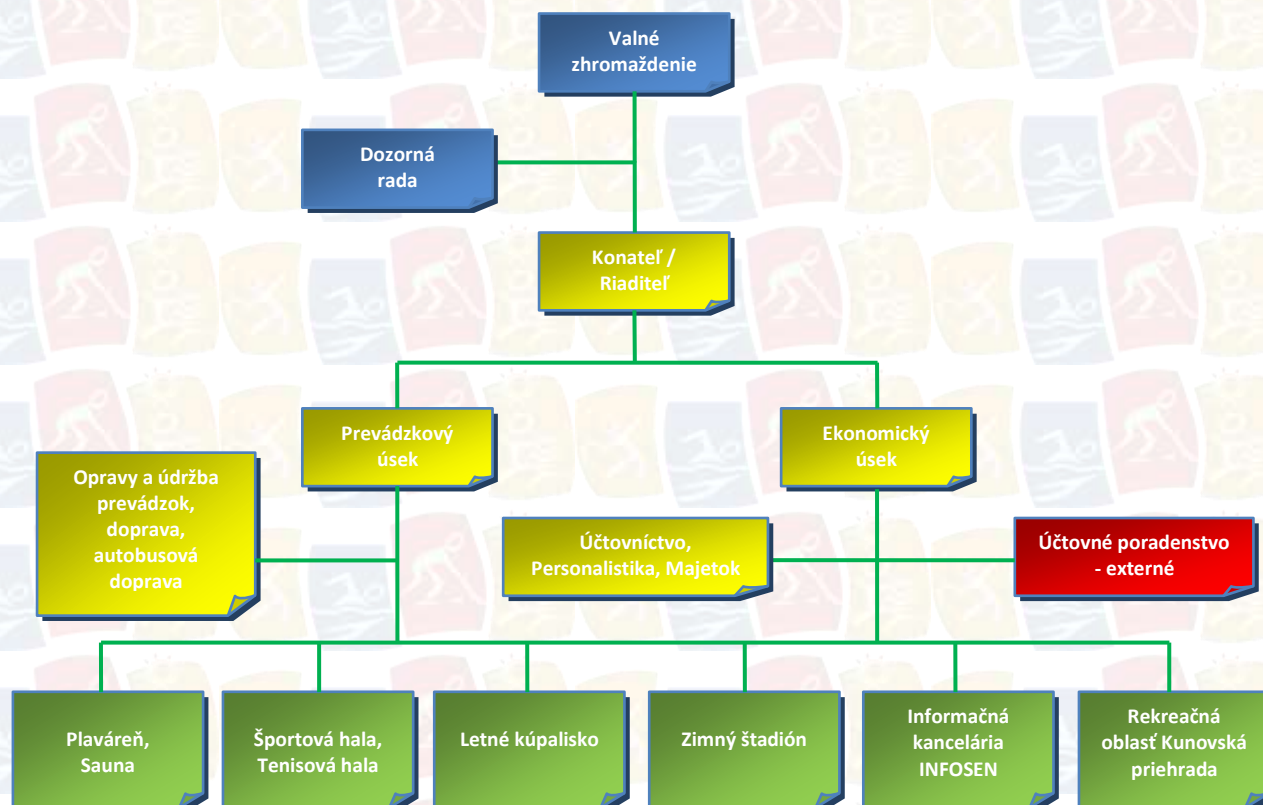 Valné
zhromaždenie
Dozorná
rada
Konateľ /
Riaditeľ
Prevádzkový
úsek
Ekonomický
úsek
Opravy a údržba
prevádzok,
doprava,
autobusová
doprava
Účtovníctvo,
Personalistika, Majetok
Účtovné poradenstvo
- externé
Plaváreň,
Sauna
Športová hala,
Tenisová hala
Letné kúpalisko
Zimný štadión
Informačná
kancelária
INFOSEN
Rekreačná
oblasť Kunovská
priehrada